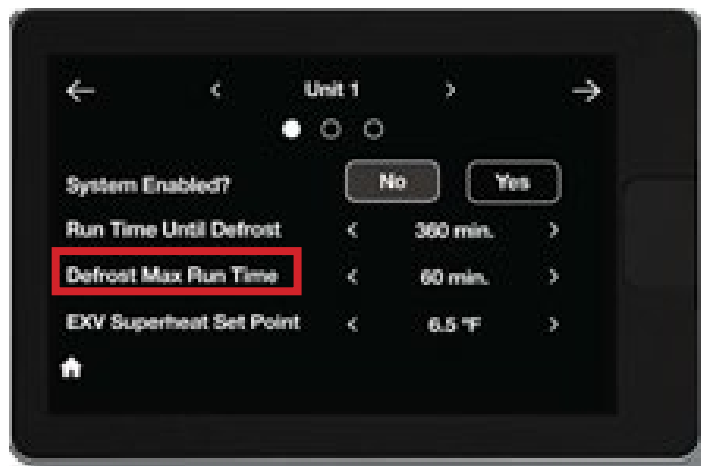 Unit 1
System Enabled? No Yes
Run Time Until Defrost 360 min.
Defrost Max Run Time 60 min.
EXV Superheat Set Point 6.5 °F